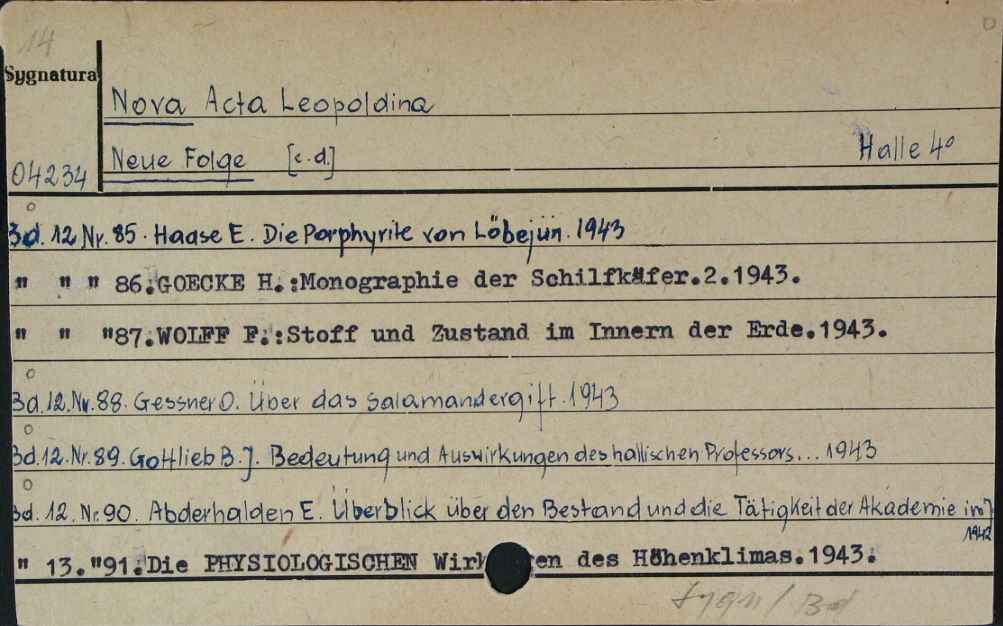 14
Sygnatura
Nova Acta Leopoldina
Neue Folge [c.d.] Halle 4°
04234
Bd. 12 Nr. 85. Haase E. Die Porphyrite von Löbejün. 1943
" " " 86.GOECKE H.:Monographie der Schilfkäfer.2.1943.
" " "87.WOLFF F.:Stoff und Zustand im Innern der Erde.1943.
Bd. 12. Nr. 88. Gessner O. Über das Salamandergift. 1943
Bd. 12. Nr. 89. Gottlieb B. J. Bedeutung und Auswirkungen des hallischen Professors... 1943
Bd. 12. Nr. 90. Abderhalden E. Überblick über den Bestand und die Tätigkeit der Akademie im J
1942
" 13."91.Die PHYSIOLOGISCHEN Wirk en des Höhenklimas.1943.